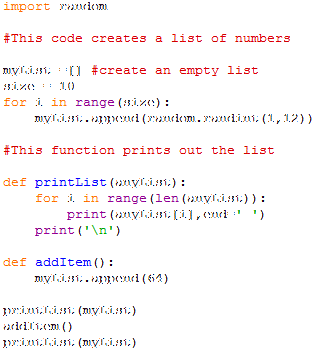 import random
#This code creates a list of numbers
mylist = [] #create an empty list
size = 10
for i in range(size):
    mylist.append(random.randint(1,12))
#This function prints out the list
def printList(anylist):
    for i in range(len(anylist)):
        print(anylist[i],end=' ')
    print('\n')
def addItem():
    mylist.append(64)
printList(mylist)
addItem()
printList(mylist)